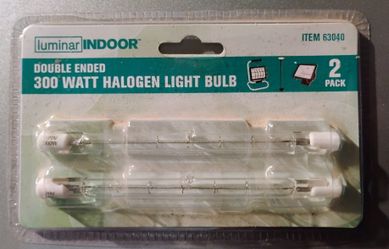 luminar INDOOR
ITEM 63040
DOUBLE ENDED
300 WATT HALOGEN LIGHT BULB
2
PACK